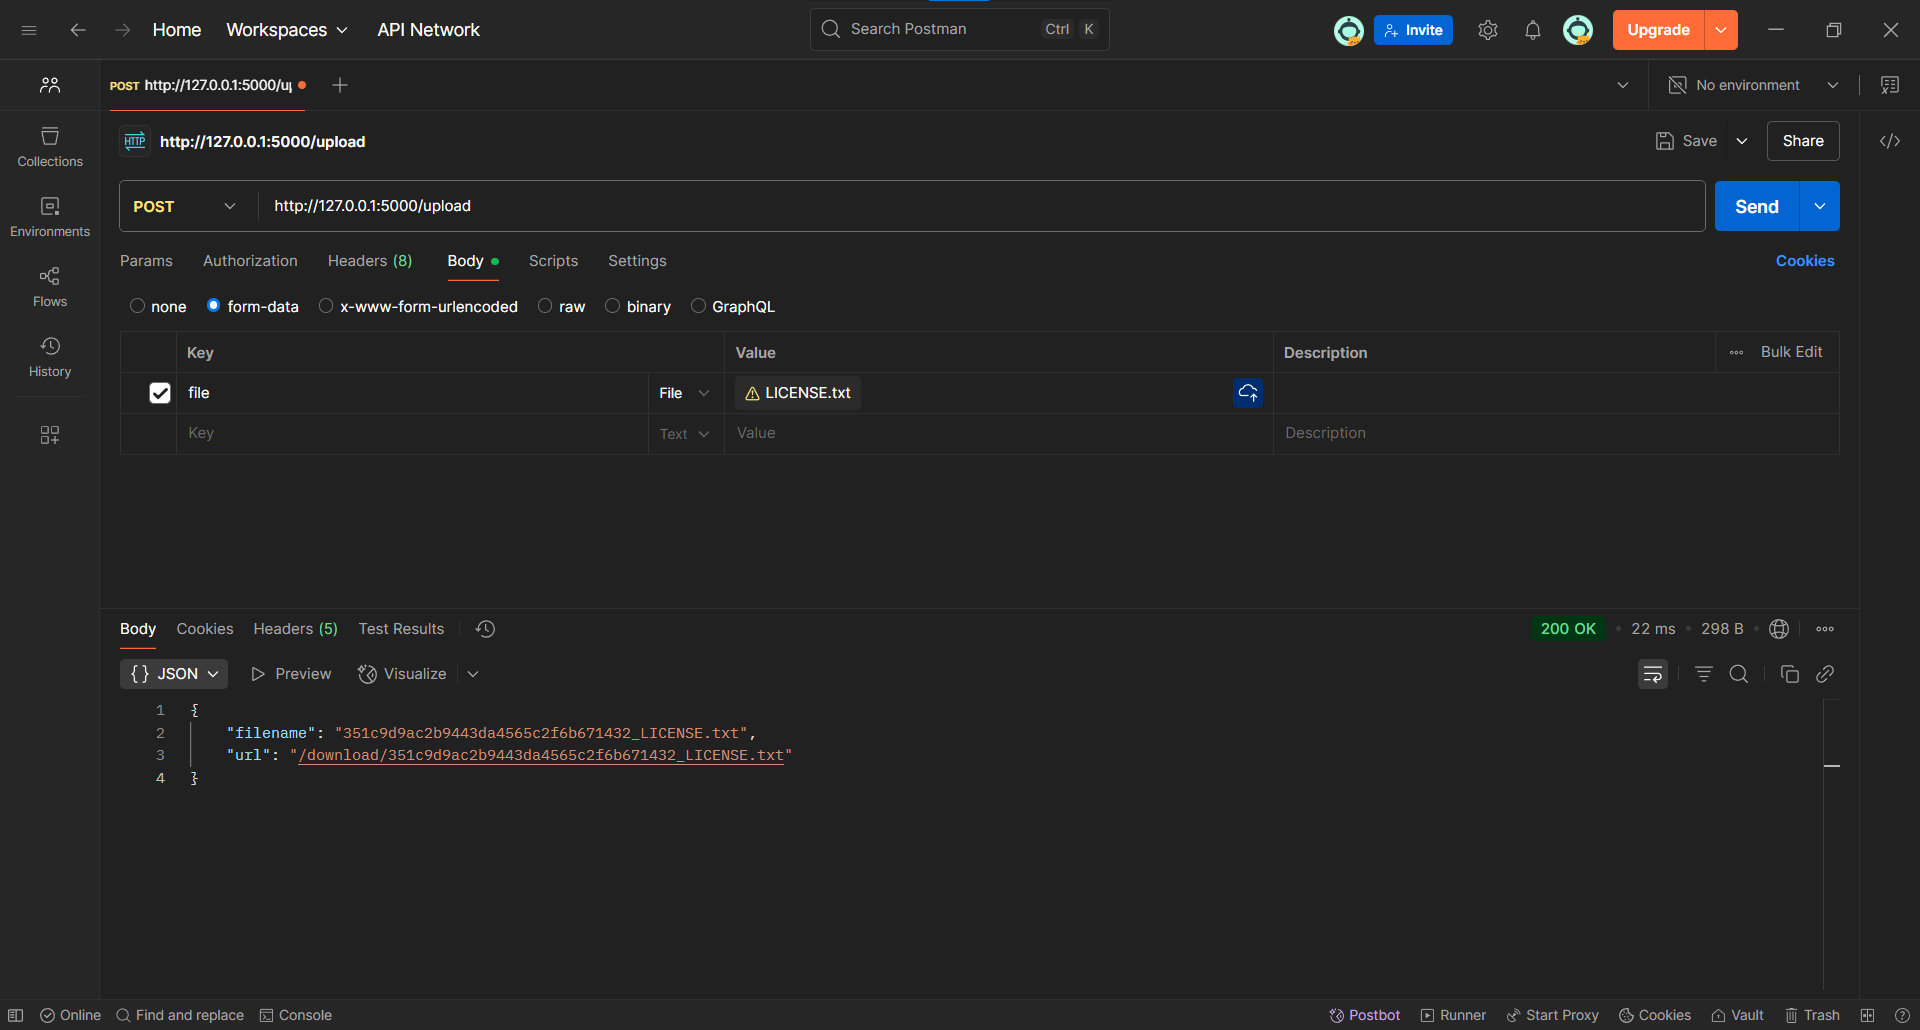 Home Workspaces API Network Search Postman Ctrl K Invite Upgrade
POST http://127.0.0.1:5000/u No environment
HTTP http://127.0.0.1:5000/upload Save Share
Collections
POST http://127.0.0.1:5000/upload Send
Environments
Params Authorization Headers (8) Body Scripts Settings Cookies
Flows
none form-data x-www-form-urlencoded raw binary GraphQL
Key Value Description Bulk Edit
History
file File LICENSE.txt
Key Text Value Description
Body Cookies Headers (5) Test Results 200 OK 22 ms 298 B
{} JSON Preview Visualize
1 {
2 "filename": "351c9d9ac2b9443da4565c2f6b671432_LICENSE.txt",
3 "url": "/download/351c9d9ac2b9443da4565c2f6b671432_LICENSE.txt"
4 }
Online Find and replace Console Postbot Runner Start Proxy Cookies Vault Trash